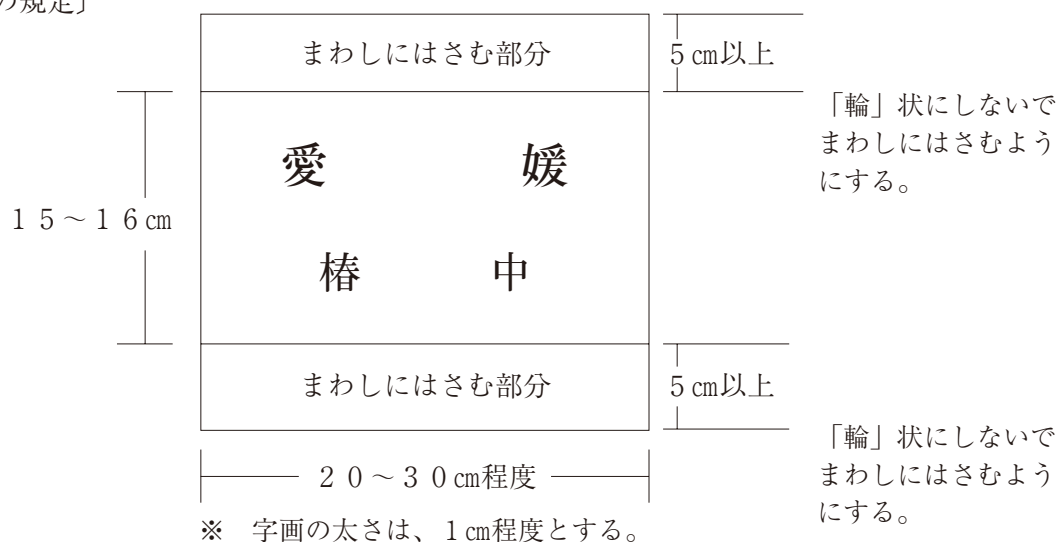 の規定〕
まわしにはさむ部分
5㎝以上
「輪」状にしないで
まわしにはさむよう
にする。
愛 媛
15～16㎝
椿 中
まわしにはさむ部分
5㎝以上
「輪」状にしないで
まわしにはさむよう
にする。
20～30㎝程度
※ 字画の太さは、1㎝程度とする。